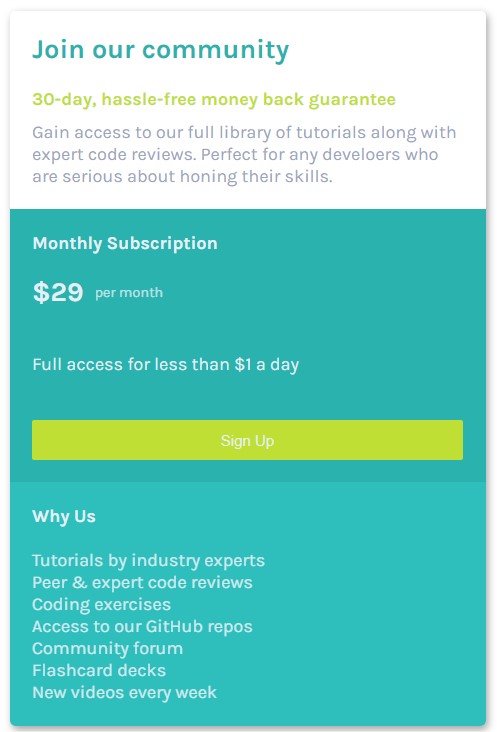 Join our community
30-day, hassle-free money back guarantee
Gain access to our full library of tutorials along with
expert code reviews. Perfect for any develoers who
are serious about honing their skills.
Monthly Subscription
$29 per month
Full access for less than $1 a day
Sign Up
Why Us
Tutorials by industry experts
Peer & expert code reviews
Coding exercises
Access to our GitHub repos
Community forum
Flashcard decks
New videos every week